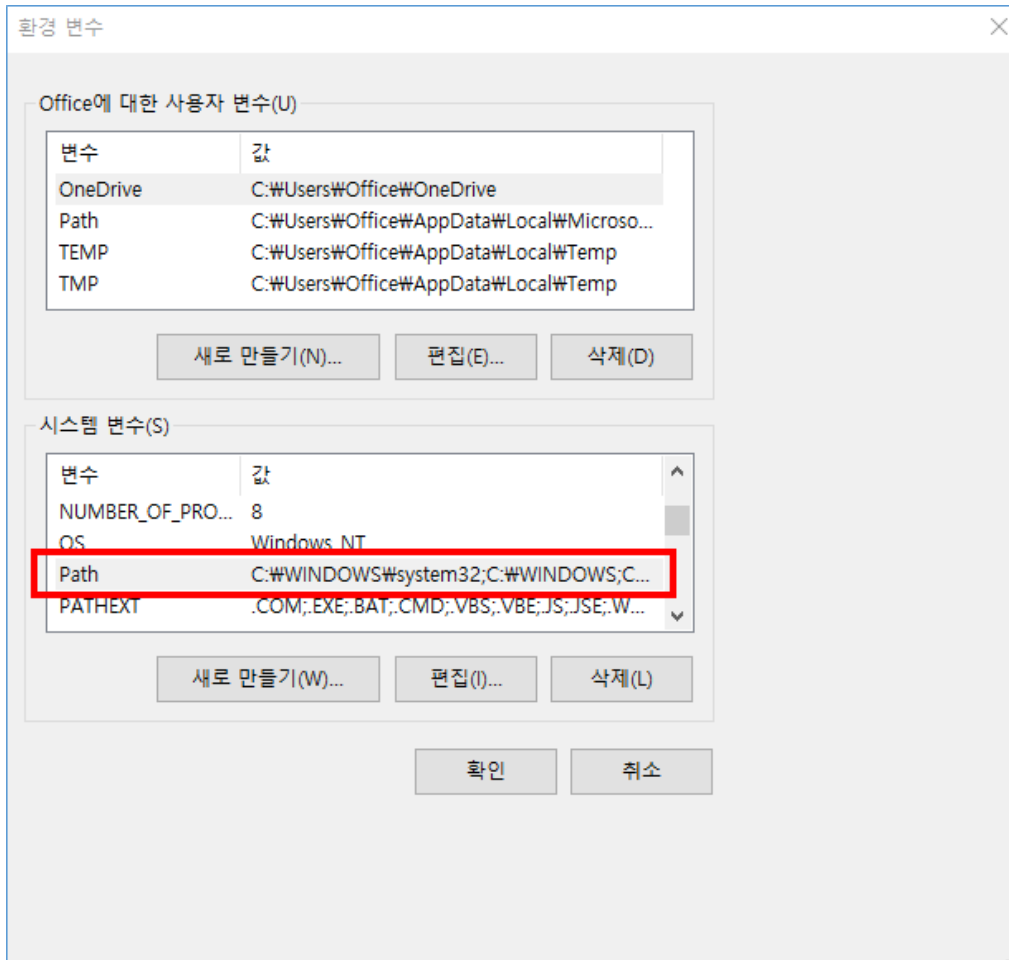 환경 변수
Office에 대한 사용자 변수(U)
변수 값
OneDrive C:₩Users₩Office₩OneDrive
Path C:₩Users₩Office₩AppData₩Local₩Microso...
TEMP C:₩Users₩Office₩AppData₩Local₩Temp
TMP C:₩Users₩Office₩AppData₩Local₩Temp
새로 만들기(N)... 편집(E)... 삭제(D)
시스템 변수(S)
변수 값
NUMBER_OF_PRO... 8
OS Windows_NT
Path C:₩WINDOWS₩system32;C:₩WINDOWS;C...
PATHEXT .COM;.EXE;.BAT;.CMD;.VBS;.VBE;.JS;.JSE;.W...
새로 만들기(W)... 편집(I)... 삭제(L)
확인 취소